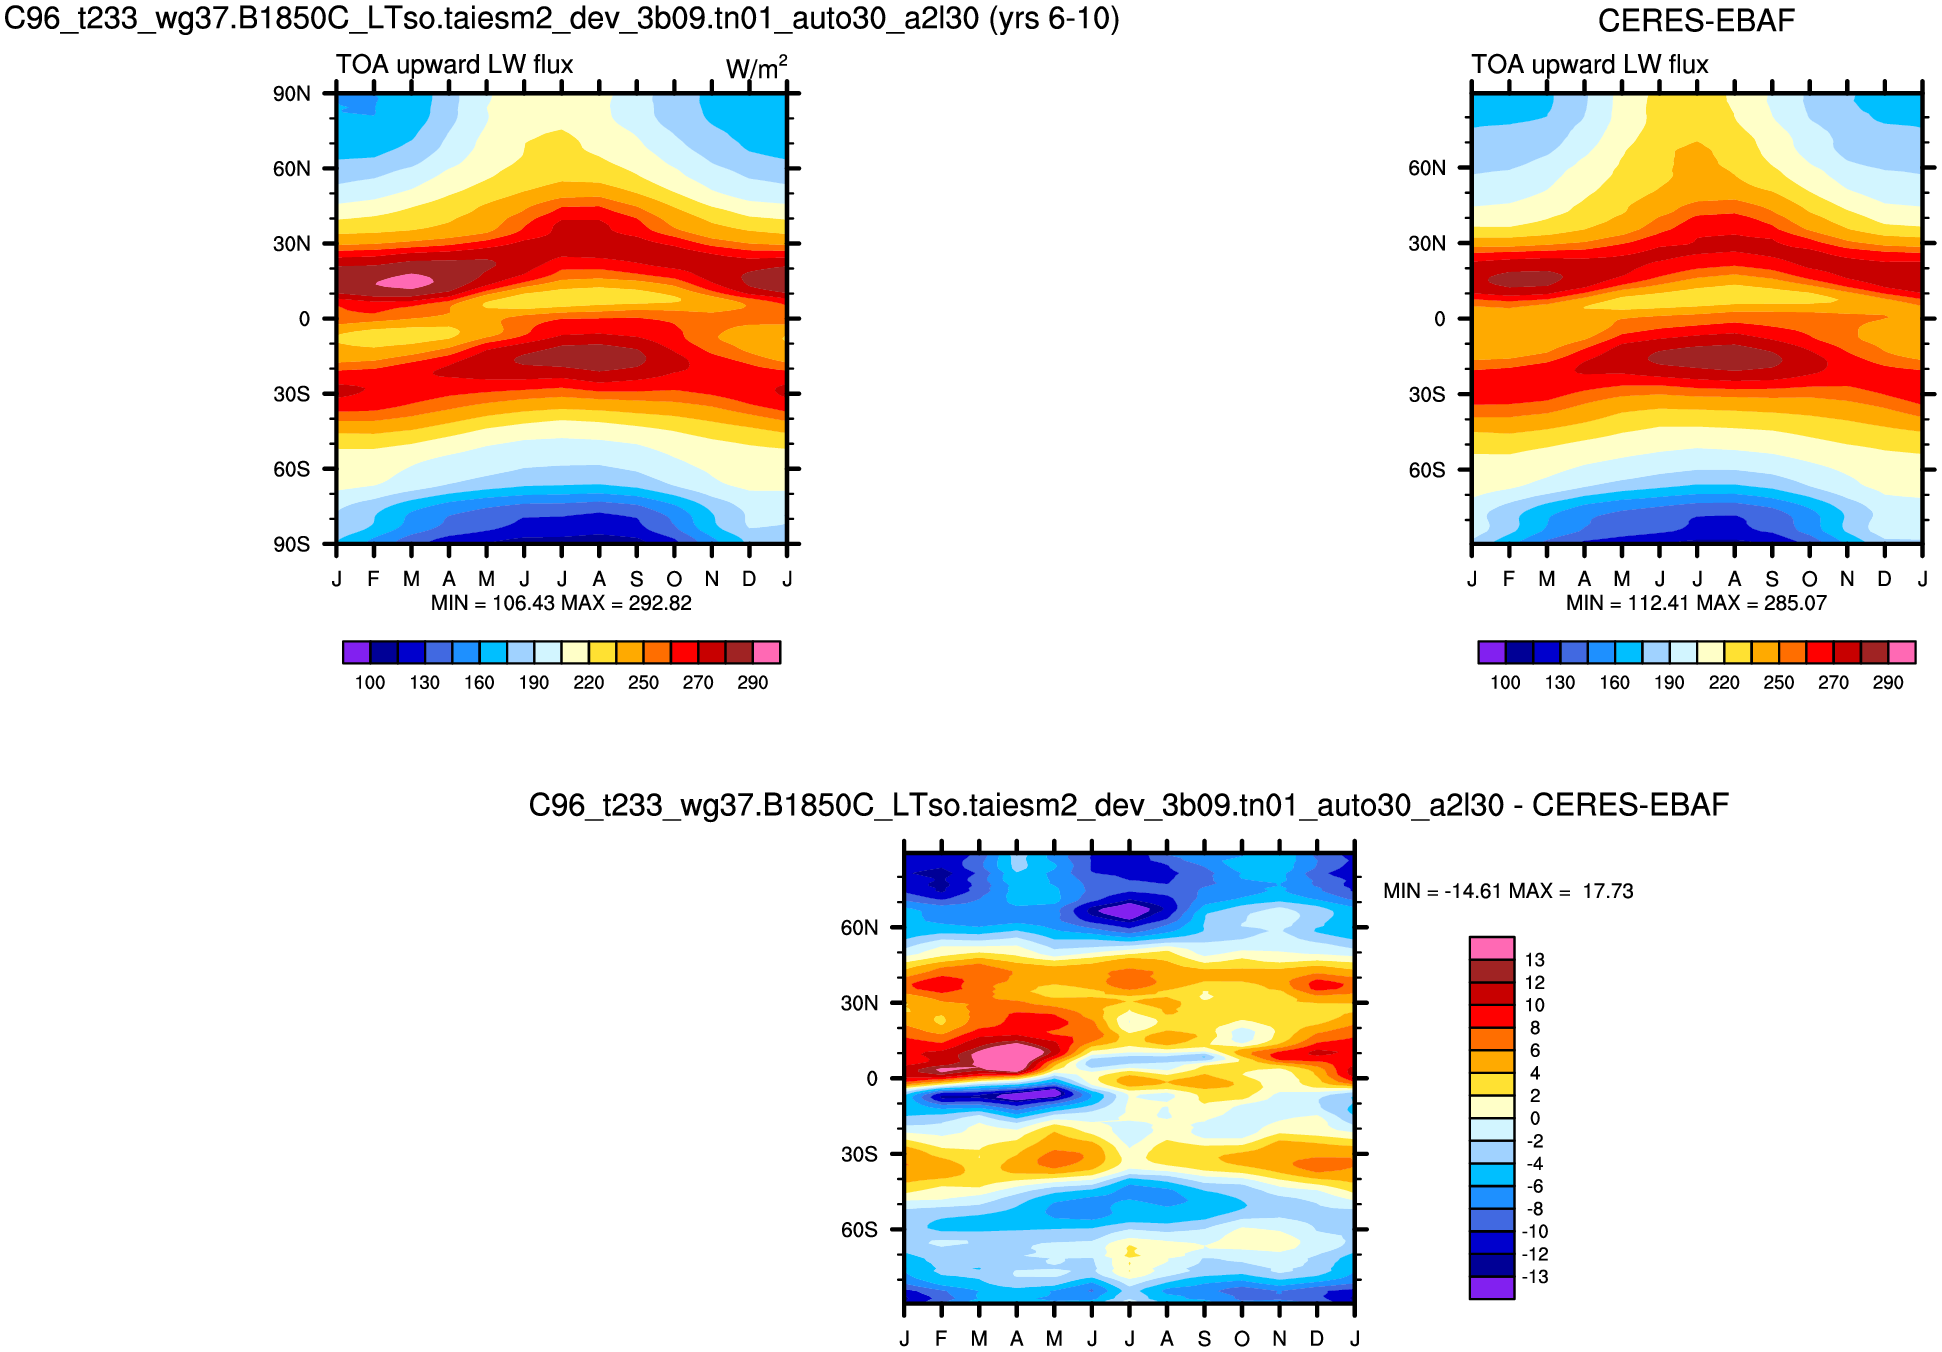 C96_t233_wg37.B1850C_LTso.taiesm2_dev_3b09.tn01_auto30_a2l30 (yrs 6-10)
TOA upward LW flux W/m²
90N
60N
30N
0
30S
60S
90S
J F M A M J J A S O N D J
MIN = 106.43 MAX = 292.82
100 130 160 190 220 250 270 290
CERES-EBAF
TOA upward LW flux
60N
30N
0
30S
60S
J F M A M J J A S O N D J
MIN = 112.41 MAX = 285.07
100 130 160 190 220 250 270 290
C96_t233_wg37.B1850C_LTso.taiesm2_dev_3b09.tn01_auto30_a2l30 - CERES-EBAF
60N
30N
0
30S
60S
J F M A M J J A S O N D J
MIN = -14.61 MAX = 17.73
13
12
10
8
6
4
2
0
-2
-4
-6
-8
-10
-12
-13